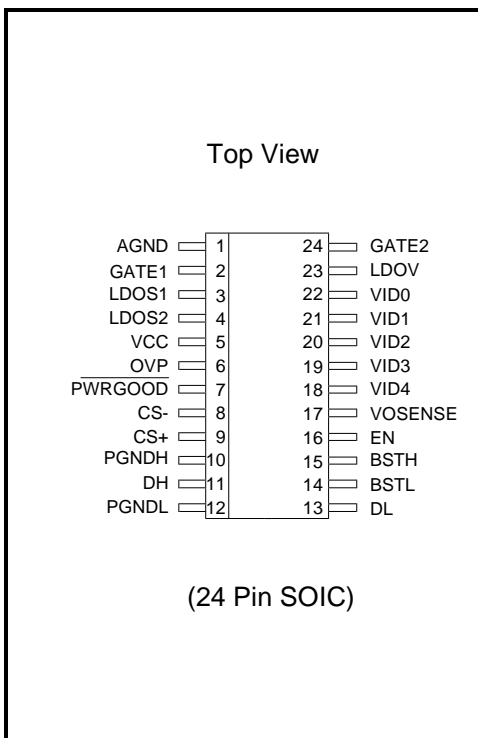 Top View
AGND 1 24 GATE2
GATE1 2 23 LDOV
LDOS1 3 22 VID0
LDOS2 4 21 VID1
VCC 5 20 VID2
OVP 6 19 VID3
PWRGOOD 7 18 VID4
CS- 8 17 VOSENSE
CS+ 9 16 EN
PGNDH 10 15 BSTH
DH 11 14 BSTL
PGNDL 12 13 DL
(24 Pin SOIC)